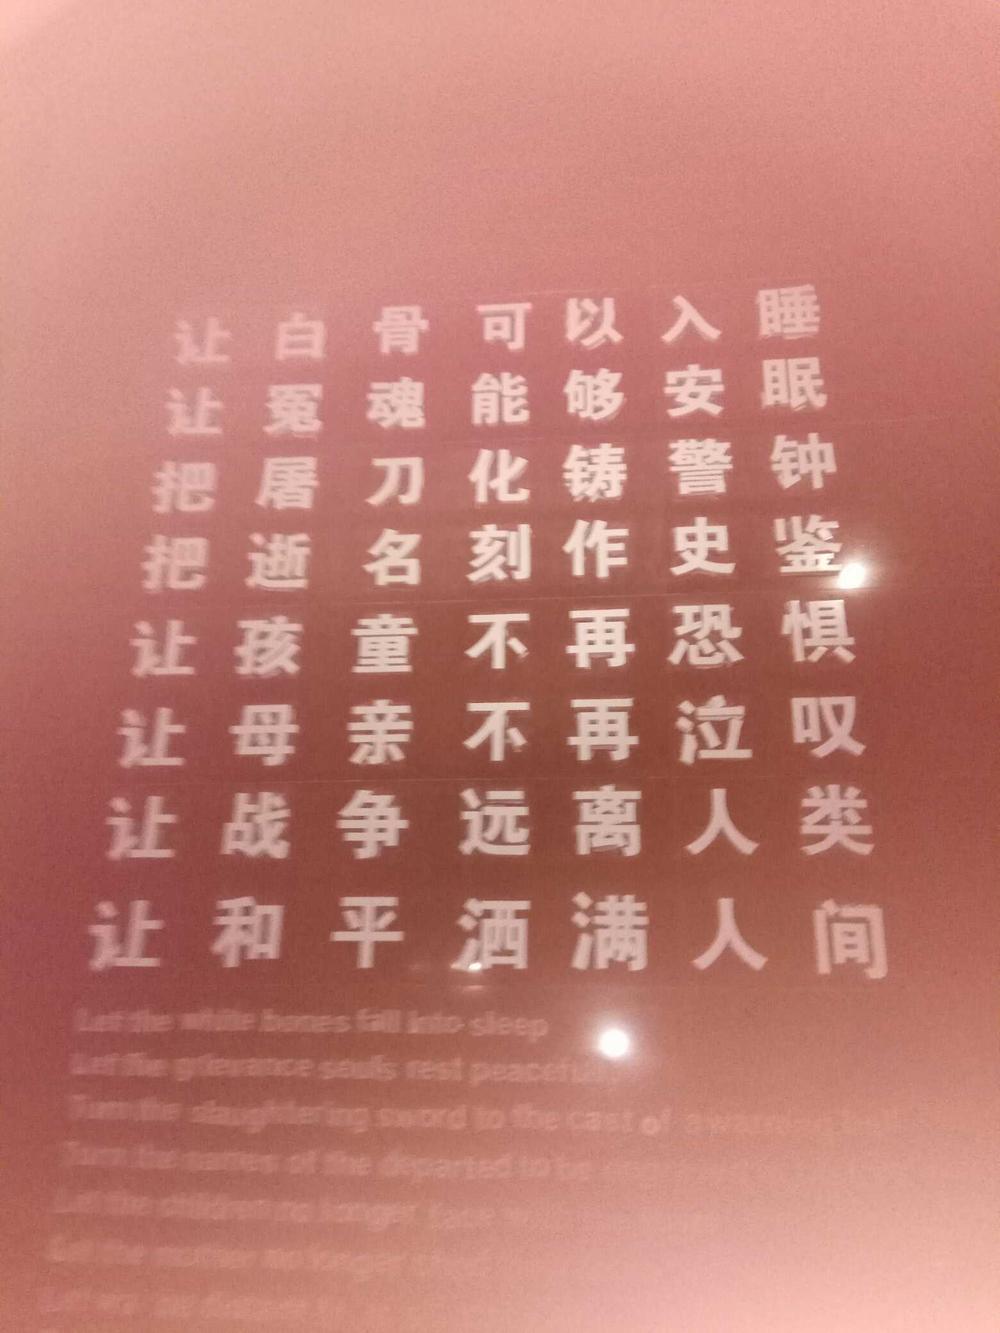 让白骨可以入睡
让冤魂能够安眠
把屠刀化铸警钟
把逝名刻作史鉴
让孩童不再恐惧
让母亲不再泣叹
让战争远离人类
让和平洒满人间
Let the white bones fall into sleep
Let the grievance souls rest
Turn the slaughtering sword to the cast of a warning
Turn the names of the departed to be
Let the children no longer
Let the mother no longer